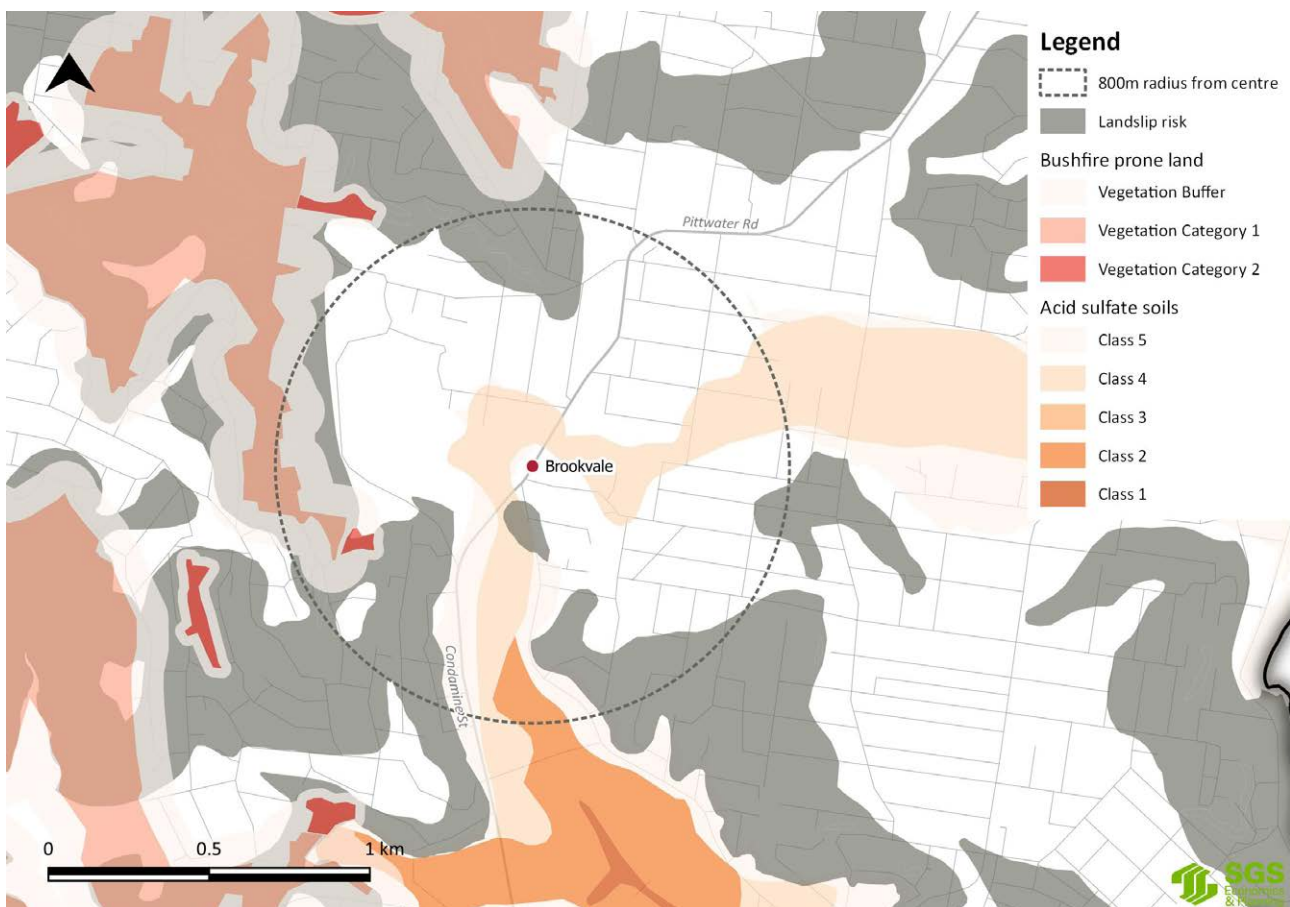 Legend
800m radius from centre
Landslip risk
Bushfire prone land
Vegetation Buffer
Vegetation Category 1
Vegetation Category 2
Acid sulfate soils
Class 5
Class 4
Class 3
Class 2
Class 1
Pittwater Rd
Brookvale
Condamine St
0 0.5 1 km
SGS
Economics
& Planning